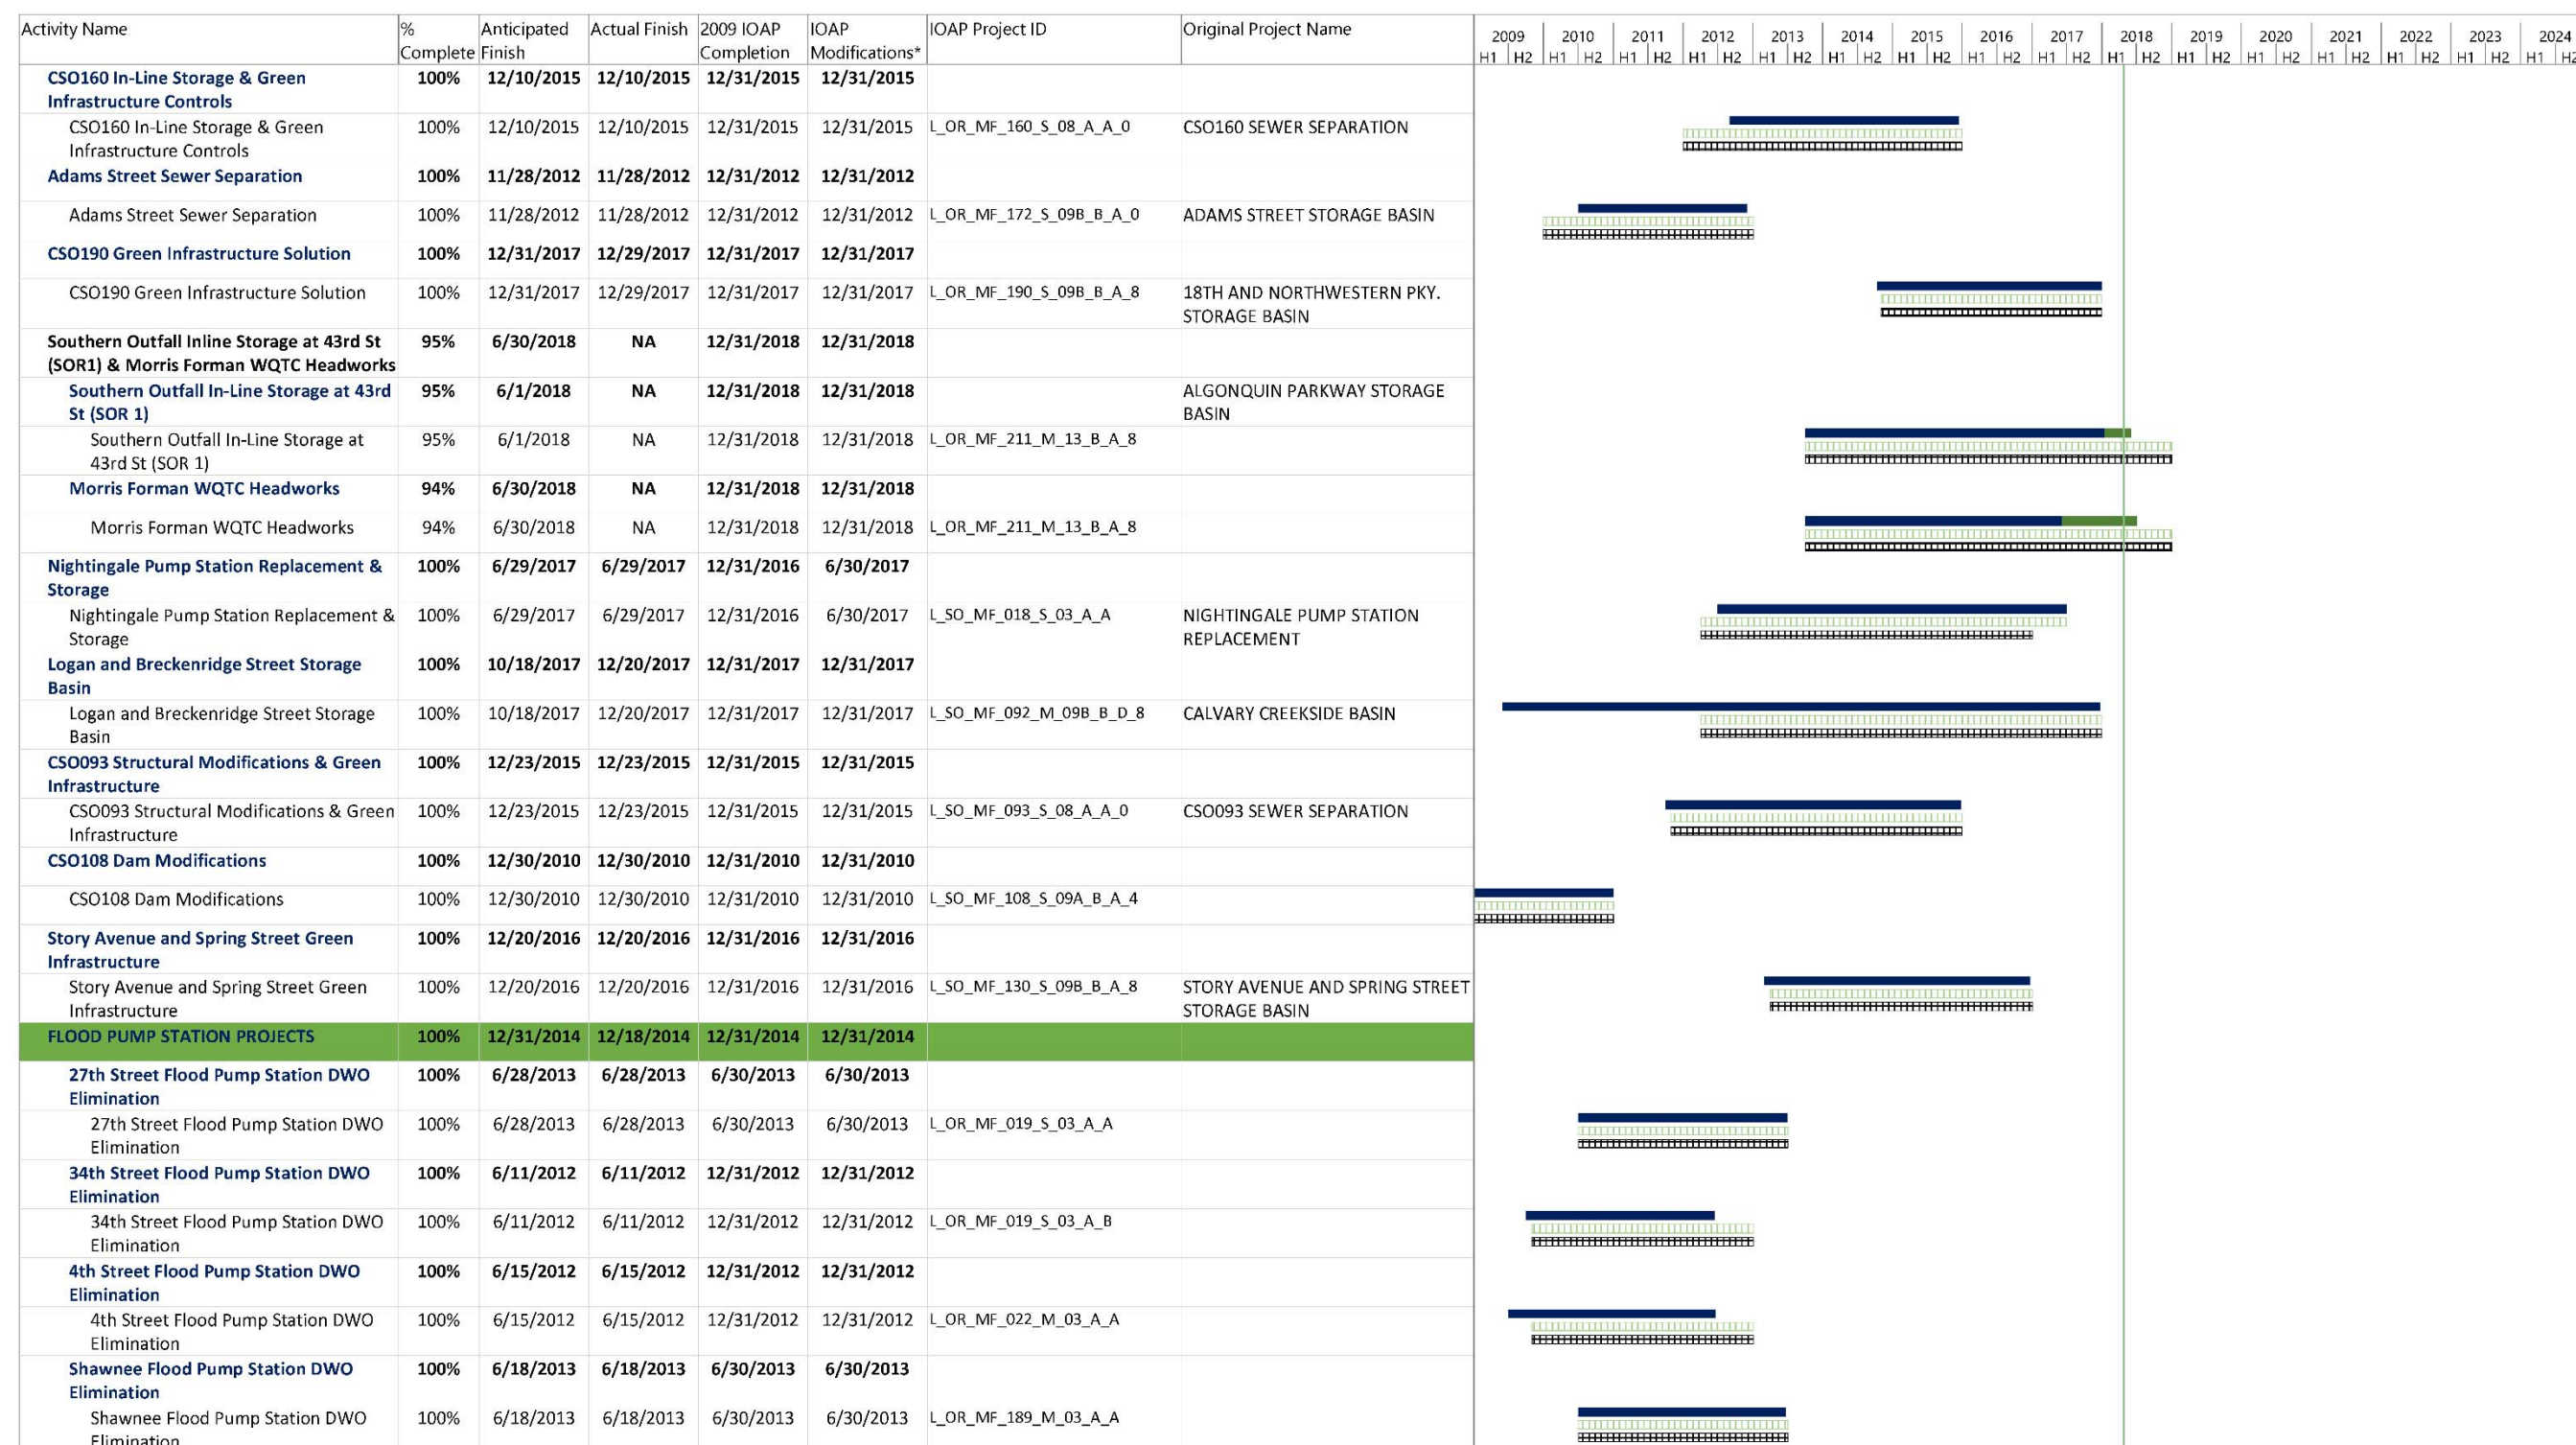 Activity Name % Complete Anticipated Finish Actual Finish 2009 IOAP Completion IOAP Modifications* IOAP Project ID Original Project Name
2009 2010 2011 2012 2013 2014 2015 2016 2017 2018 2019 2020 2021 2022 2023 2024
H1 H2 H1 H2 H1 H2 H1 H2 H1 H2 H1 H2 H1 H2 H1 H2 H1 H2 H1 H2 H1 H2 H1 H2 H1 H2 H1 H2 H1 H2 H1 H2
CSO160 In-Line Storage & Green 100% 12/10/2015 12/10/2015 12/31/2015 12/31/2015
Infrastructure Controls
CSO160 In-Line Storage & Green 100% 12/10/2015 12/10/2015 12/31/2015 12/31/2015 L_OR_MF_160_S_08_A_A_0 CSO160 SEWER SEPARATION
Infrastructure Controls
Adams Street Sewer Separation 100% 11/28/2012 11/28/2012 12/31/2012 12/31/2012
Adams Street Sewer Separation 100% 11/28/2012 11/28/2012 12/31/2012 12/31/2012 L_OR_MF_172_S_09B_B_A_0 ADAMS STREET STORAGE BASIN
CSO190 Green Infrastructure Solution 100% 12/31/2017 12/29/2017 12/31/2017 12/31/2017
CSO190 Green Infrastructure Solution 100% 12/31/2017 12/29/2017 12/31/2017 12/31/2017 L_OR_MF_190_S_09B_B_A_8 18TH AND NORTHWESTERN PKY.
STORAGE BASIN
Southern Outfall Inline Storage at 43rd St 95% 6/30/2018 NA 12/31/2018 12/31/2018
(SOR1) & Morris Forman WQTC Headworks
Southern Outfall In-Line Storage at 43rd 95% 6/1/2018 NA 12/31/2018 12/31/2018 ALGONQUIN PARKWAY STORAGE
St (SOR 1) BASIN
Southern Outfall In-Line Storage at 95% 6/1/2018 NA 12/31/2018 12/31/2018 L_OR_MF_211_M_13_B_A_8
43rd St (SOR 1)
Morris Forman WQTC Headworks 94% 6/30/2018 NA 12/31/2018 12/31/2018
Morris Forman WQTC Headworks 94% 6/30/2018 NA 12/31/2018 12/31/2018 L_OR_MF_211_M_13_B_A_8
Nightingale Pump Station Replacement & 100% 6/29/2017 6/29/2017 12/31/2016 6/30/2017
Storage
Nightingale Pump Station Replacement & 100% 6/29/2017 6/29/2017 12/31/2016 6/30/2017 L_SO_MF_018_S_03_A_A NIGHTINGALE PUMP STATION
Storage REPLACEMENT
Logan and Breckenridge Street Storage 100% 10/18/2017 12/20/2017 12/31/2017 12/31/2017
Basin
Logan and Breckenridge Street Storage 100% 10/18/2017 12/20/2017 12/31/2017 12/31/2017 L_SO_MF_092_M_09B_B_D_8 CALVARY CREEKSIDE BASIN
Basin
CSO093 Structural Modifications & Green 100% 12/23/2015 12/23/2015 12/31/2015 12/31/2015
Infrastructure
CSO093 Structural Modifications & Green 100% 12/23/2015 12/23/2015 12/31/2015 12/31/2015 L_SO_MF_093_S_08_A_A_0 CSO093 SEWER SEPARATION
Infrastructure
CSO108 Dam Modifications 100% 12/30/2010 12/30/2010 12/31/2010 12/31/2010
CSO108 Dam Modifications 100% 12/30/2010 12/30/2010 12/31/2010 12/31/2010 L_SO_MF_108_S_09A_B_A_4
Story Avenue and Spring Street Green 100% 12/20/2016 12/20/2016 12/31/2016 12/31/2016
Infrastructure
Story Avenue and Spring Street Green 100% 12/20/2016 12/20/2016 12/31/2016 12/31/2016 L_SO_MF_130_S_09B_B_A_8 STORY AVENUE AND SPRING STREET
Infrastructure STORAGE BASIN
FLOOD PUMP STATION PROJECTS 100% 12/31/2014 12/18/2014 12/31/2014 12/31/2014
27th Street Flood Pump Station DWO 100% 6/28/2013 6/28/2013 6/30/2013 6/30/2013
Elimination
27th Street Flood Pump Station DWO 100% 6/28/2013 6/28/2013 6/30/2013 6/30/2013 L_OR_MF_019_S_03_A_A
Elimination
34th Street Flood Pump Station DWO 100% 6/11/2012 6/11/2012 12/31/2012 12/31/2012
Elimination
34th Street Flood Pump Station DWO 100% 6/11/2012 6/11/2012 12/31/2012 12/31/2012 L_OR_MF_019_S_03_A_B
Elimination
4th Street Flood Pump Station DWO 100% 6/15/2012 6/15/2012 12/31/2012 12/31/2012
Elimination
4th Street Flood Pump Station DWO 100% 6/15/2012 6/15/2012 12/31/2012 12/31/2012 L_OR_MF_022_M_03_A_A
Elimination
Shawnee Flood Pump Station DWO 100% 6/18/2013 6/18/2013 6/30/2013 6/30/2013
Elimination
Shawnee Flood Pump Station DWO 100% 6/18/2013 6/18/2013 6/30/2013 6/30/2013 L_OR_MF_189_M_03_A_A
Elimination